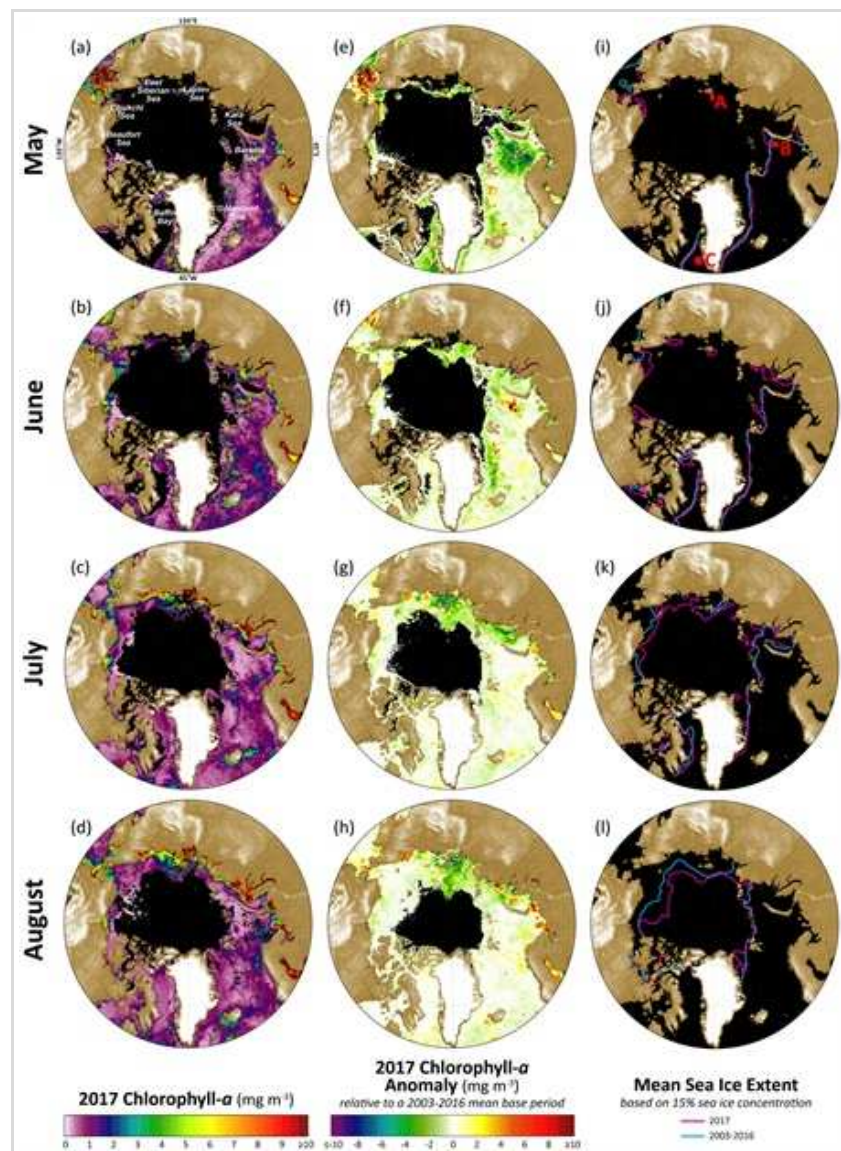 May
June
July
August
(a)
180°E
East
Siberian
Sea
Laptev
Sea
Chukchi
Sea
Kara
Sea
Beaufort
Sea
Barents
Sea
Baffin
Bay
45°W
(e)
(i)
A
B
C
(b)
(f)
(j)
(c)
(g)
(k)
(d)
(h)
(l)
2017 Chlorophyll-a (mg m⁻³)
0 1 2 3 4 5 6 7 8 9 ≥10
2017 Chlorophyll-a
Anomaly (mg m⁻³)
relative to a 2003-2016 mean base period
≤-10 -8 -6 -4 -2 0 2 4 6 8 ≥10
Mean Sea Ice Extent
based on 15% sea ice concentration
2017
2003-2016